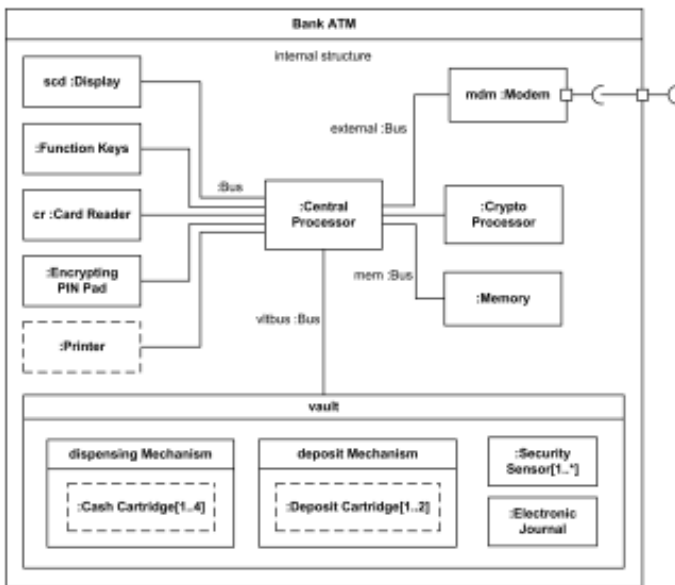 Bank ATM
internal structure
scd :Display
mdm :Modem
external :Bus
:Function Keys
:Bus
:Central
Processor
cr :Card Reader
:Crypto
Processor
:Encrypting
PIN Pad
mem :Bus
:Memory
vltbus :Bus
:Printer
vault
dispensing Mechanism
:Cash Cartridge[1..4]
deposit Mechanism
:Deposit Cartridge[1..2]
:Security
Sensor[1..*]
:Electronic
Journal